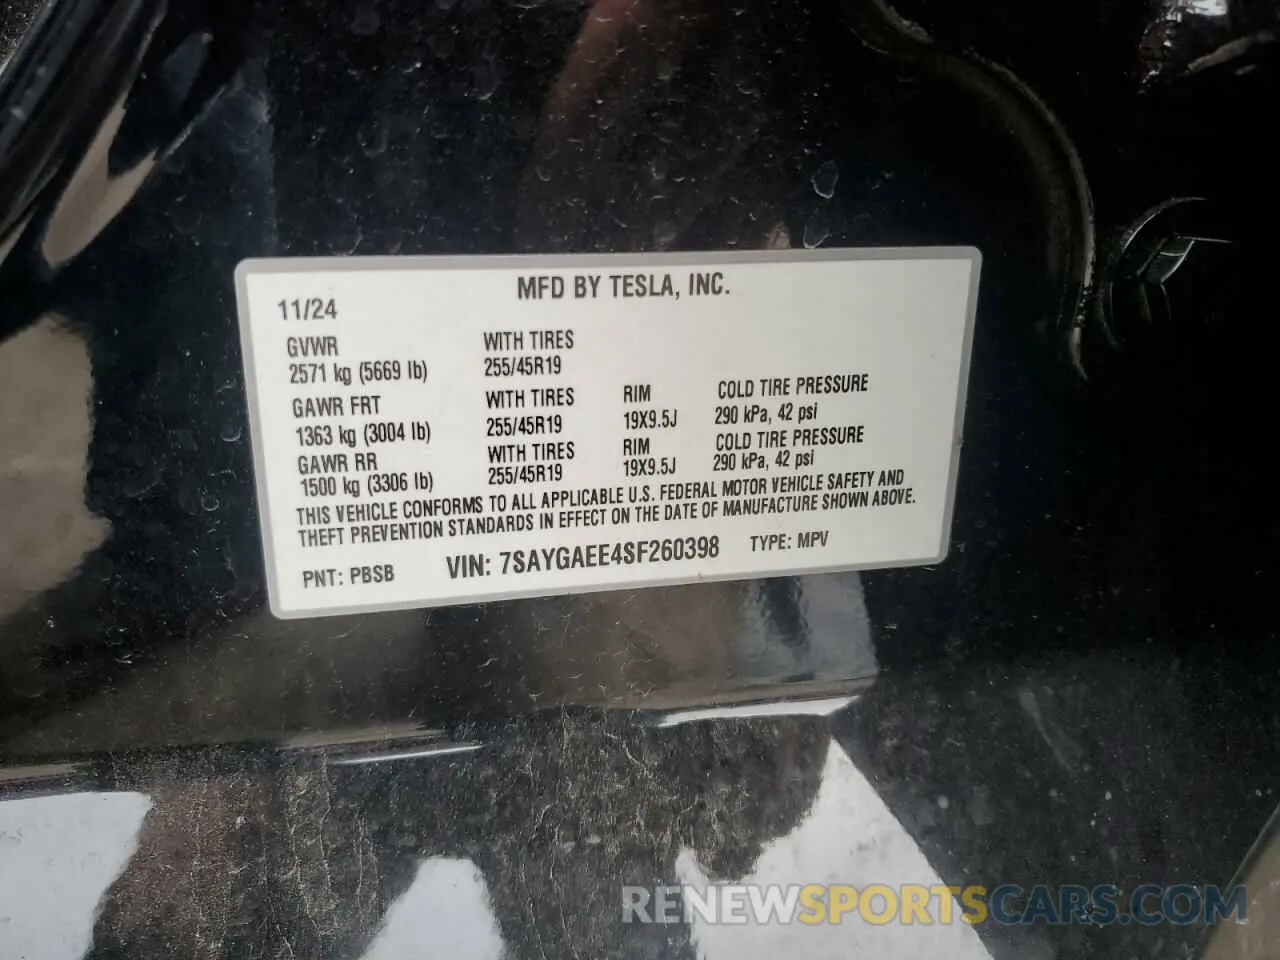 MFD BY TESLA, INC.
11/24
GVWR WITH TIRES
2571 kg (5669 lb) 255/45R19
GAWR FRT WITH TIRES RIM COLD TIRE PRESSURE
1363 kg (3004 lb) 255/45R19 19X9.5J 290 kPa, 42 psi
GAWR RR WITH TIRES RIM COLD TIRE PRESSURE
1500 kg (3306 lb) 255/45R19 19X9.5J 290 kPa, 42 psi
THIS VEHICLE CONFORMS TO ALL APPLICABLE U.S. FEDERAL MOTOR VEHICLE SAFETY AND
THEFT PREVENTION STANDARDS IN EFFECT ON THE DATE OF MANUFACTURE SHOWN ABOVE.
PNT: PBSB VIN: 7SAYGAEE4SF260398 TYPE: MPV
RENEWSPORTSCARS.COM